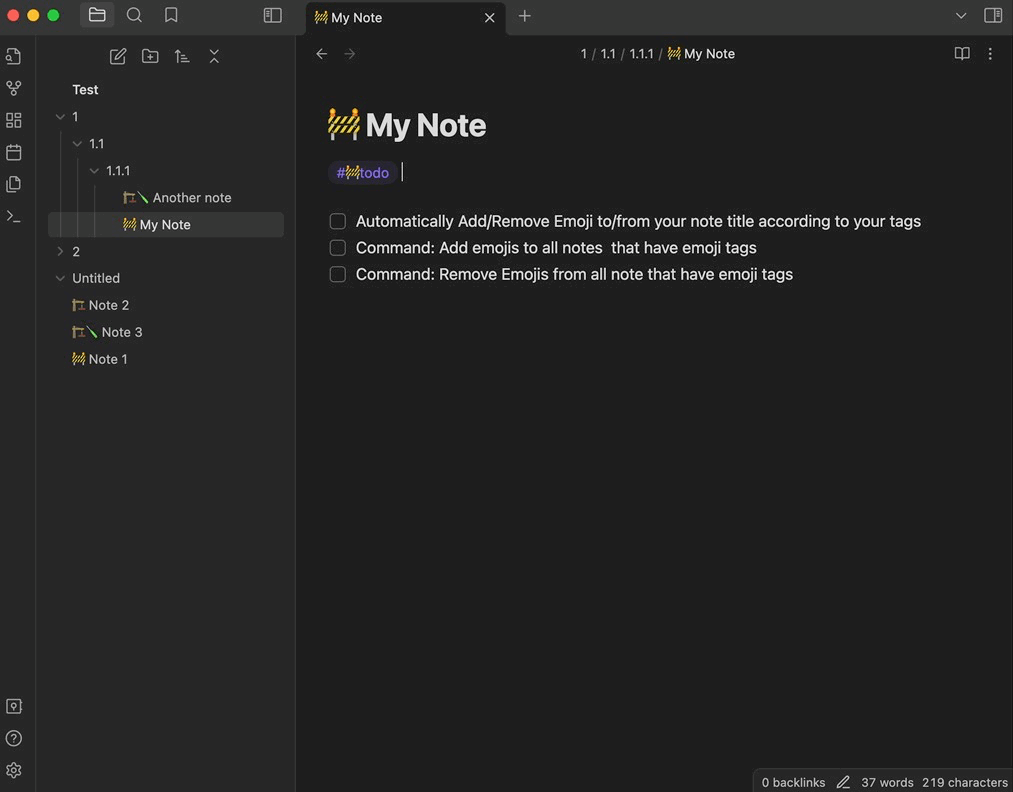 🚧 My Note
Test
1
1.1
1.1.1
🏗️🪛 Another note
🚧 My Note
2
Untitled
🏗️ Note 2
🏗️🪛 Note 3
🚧 Note 1
1 / 1.1 / 1.1.1 / 🚧 My Note
🚧 My Note
#🚧todo
Automatically Add/Remove Emoji to/from your note title according to your tags
Command: Add emojis to all notes  that have emoji tags
Command: Remove Emojis from all note that have emoji tags
0 backlinks 37 words 219 characters